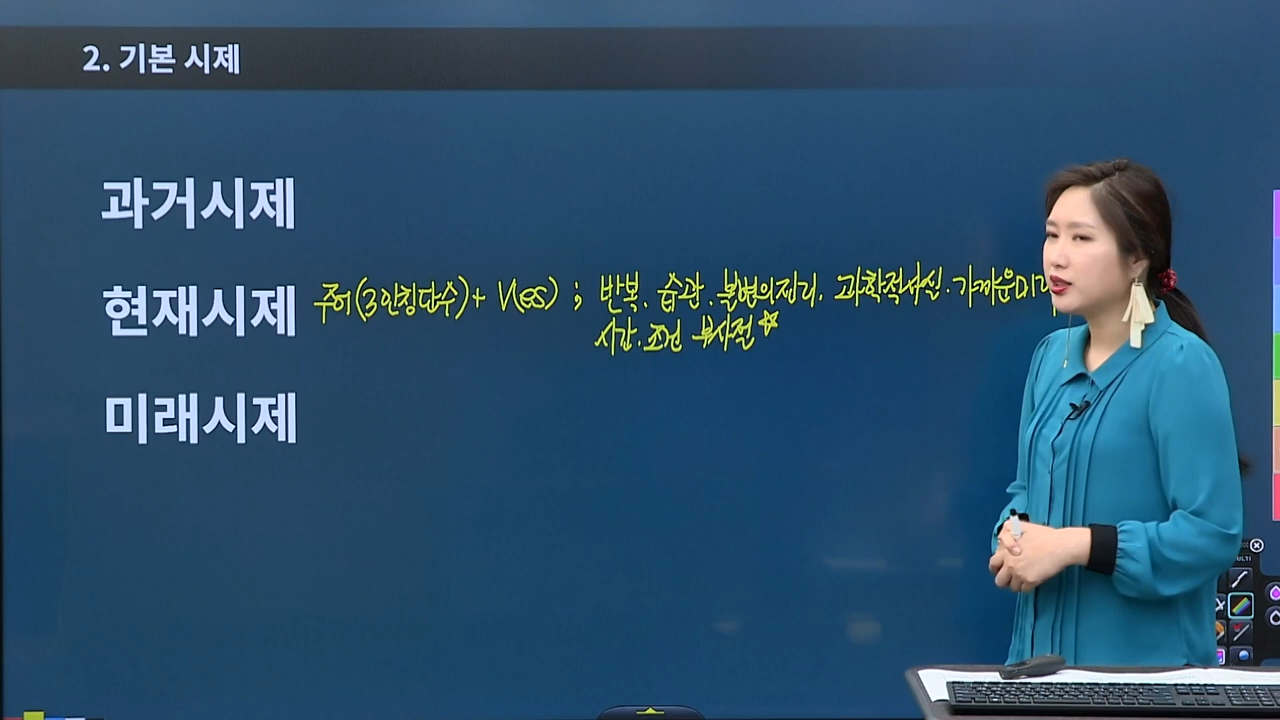 2. 기본 시제
과거시제
현재시제 주어(3인칭단수)+ V(es) ; 반복. 습관. 불변의진리. 과학적사실. 가까운미래
시간.조건 부사절☆
미래시제